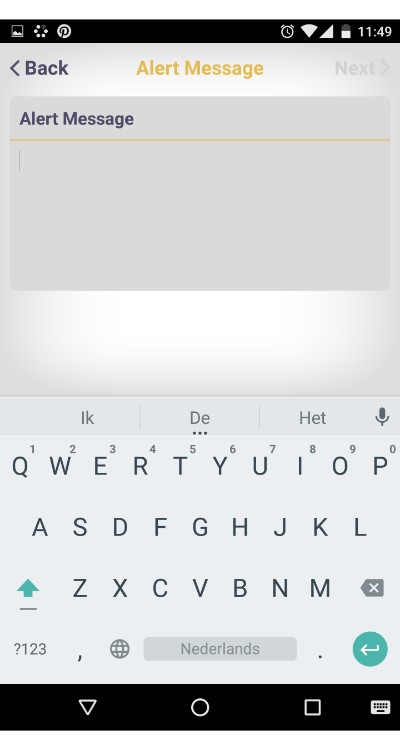 11:49
Back Alert Message Next
Alert Message
Ik De Het
1 2 3 4 5 6 7 8 9 0
Q W E R T Y U I O P
A S D F G H J K L
Z X C V B N M
?123 , Nederlands .